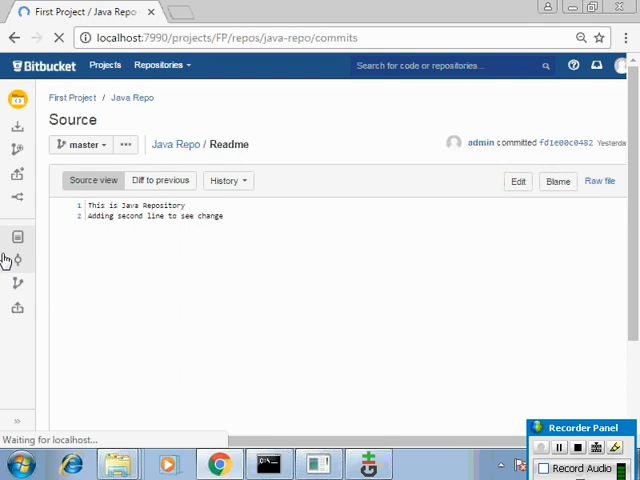 First Project / Java Repo
localhost:7990/projects/FP/repos/java-repo/commits
Bitbucket
Projects
Repositories
Search for code or repositories...
First Project / Java Repo
Source
master
Java Repo / Readme
admin committed fd1e00c0482 Yesterda
Source view
Diff to previous
History
Edit
Blame
Raw file
1 This is Java Repository
2 Adding second line to see change
Waiting for localhost...
Recorder Panel
Record Audio